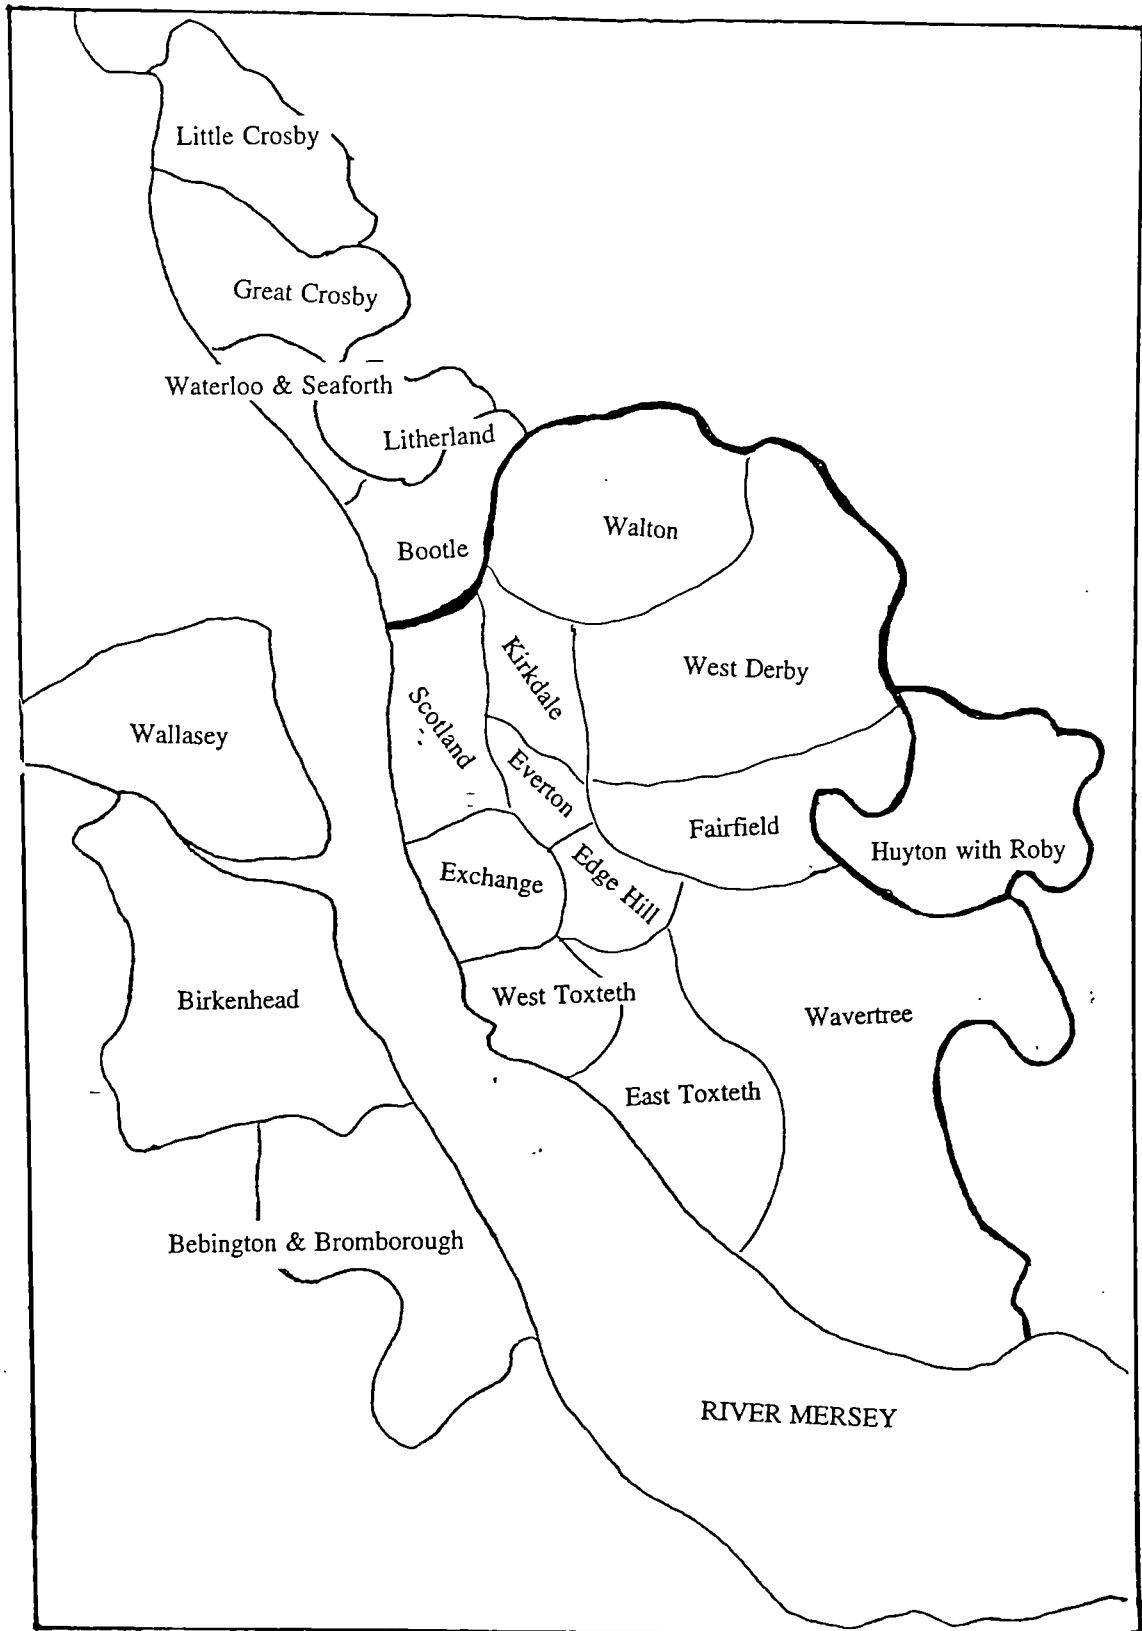 Little Crosby
Great Crosby
Waterloo & Seaforth
Litherland
Bootle
Walton
Kirkdale
West Derby
Scotland
Wallasey
Everton
Fairfield
Huyton with Roby
Exchange
Edge Hill
Birkenhead
West Toxteth
Wavertree
East Toxteth
Bebington & Bromborough
RIVER MERSEY